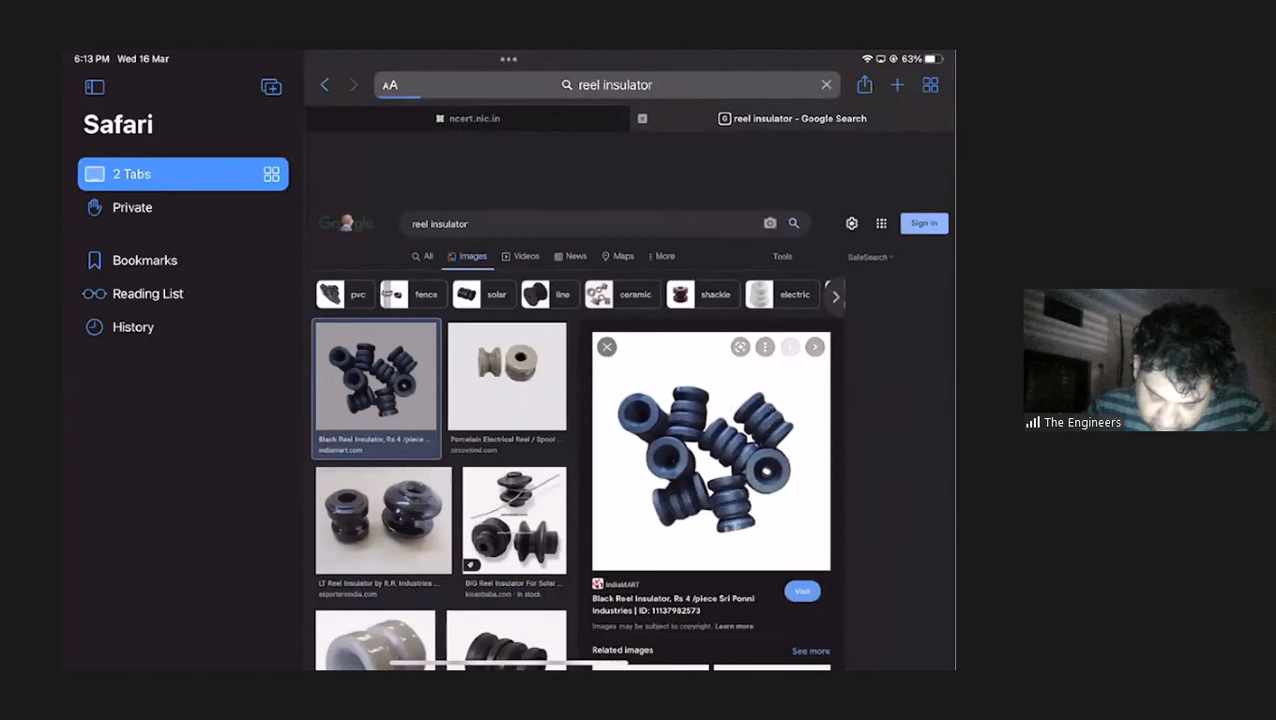 6:13 PM Wed 16 Mar
63%
AA
reel insulator
Safari
ncert.nic.in
G reel insulator - Google Search
2 Tabs
Private
Google
reel insulator
Sign in
Bookmarks
All
Images
Videos
News
Maps
More
Tools
SafeSearch
Reading List
pvc
fence
solar
line
ceramic
shackle
electric
History
Black Reel Insulator, Rs 4 /piece ...
indiamart.com
Porcelain Electrical Reel / Spool ...
The Engineers
LT Reel Insulator by R.R. Industries ...
exportersindia.com
BIG Reel Insulator For Solar ...
kisanbaba.com · In stock
IndiaMART
Visit
Black Reel Insulator, Rs 4 /piece Sri Ponni
Industries | ID: 11137982573
Images may be subject to copyright. Learn more
Related images
See more